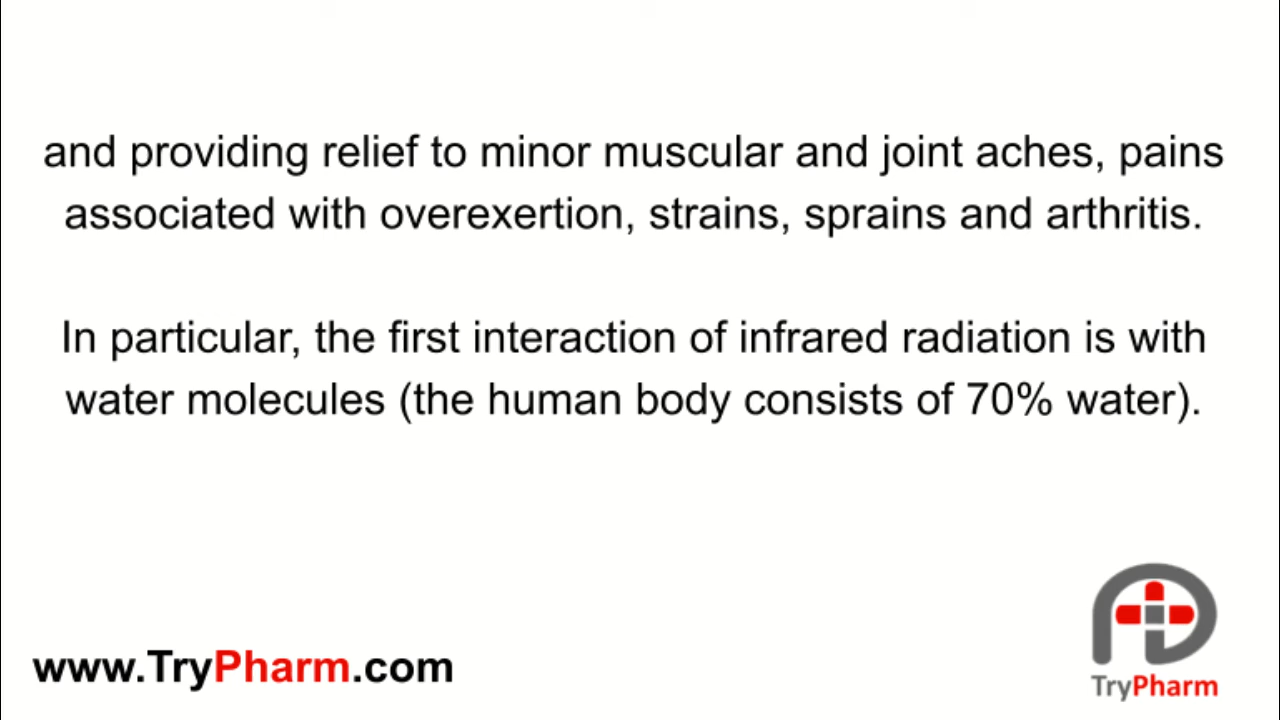 and providing relief to minor muscular and joint aches, pains
associated with overexertion, strains, sprains and arthritis.
In particular, the first interaction of infrared radiation is with
water molecules (the human body consists of 70% water).
www.TryPharm.com
TryPharm